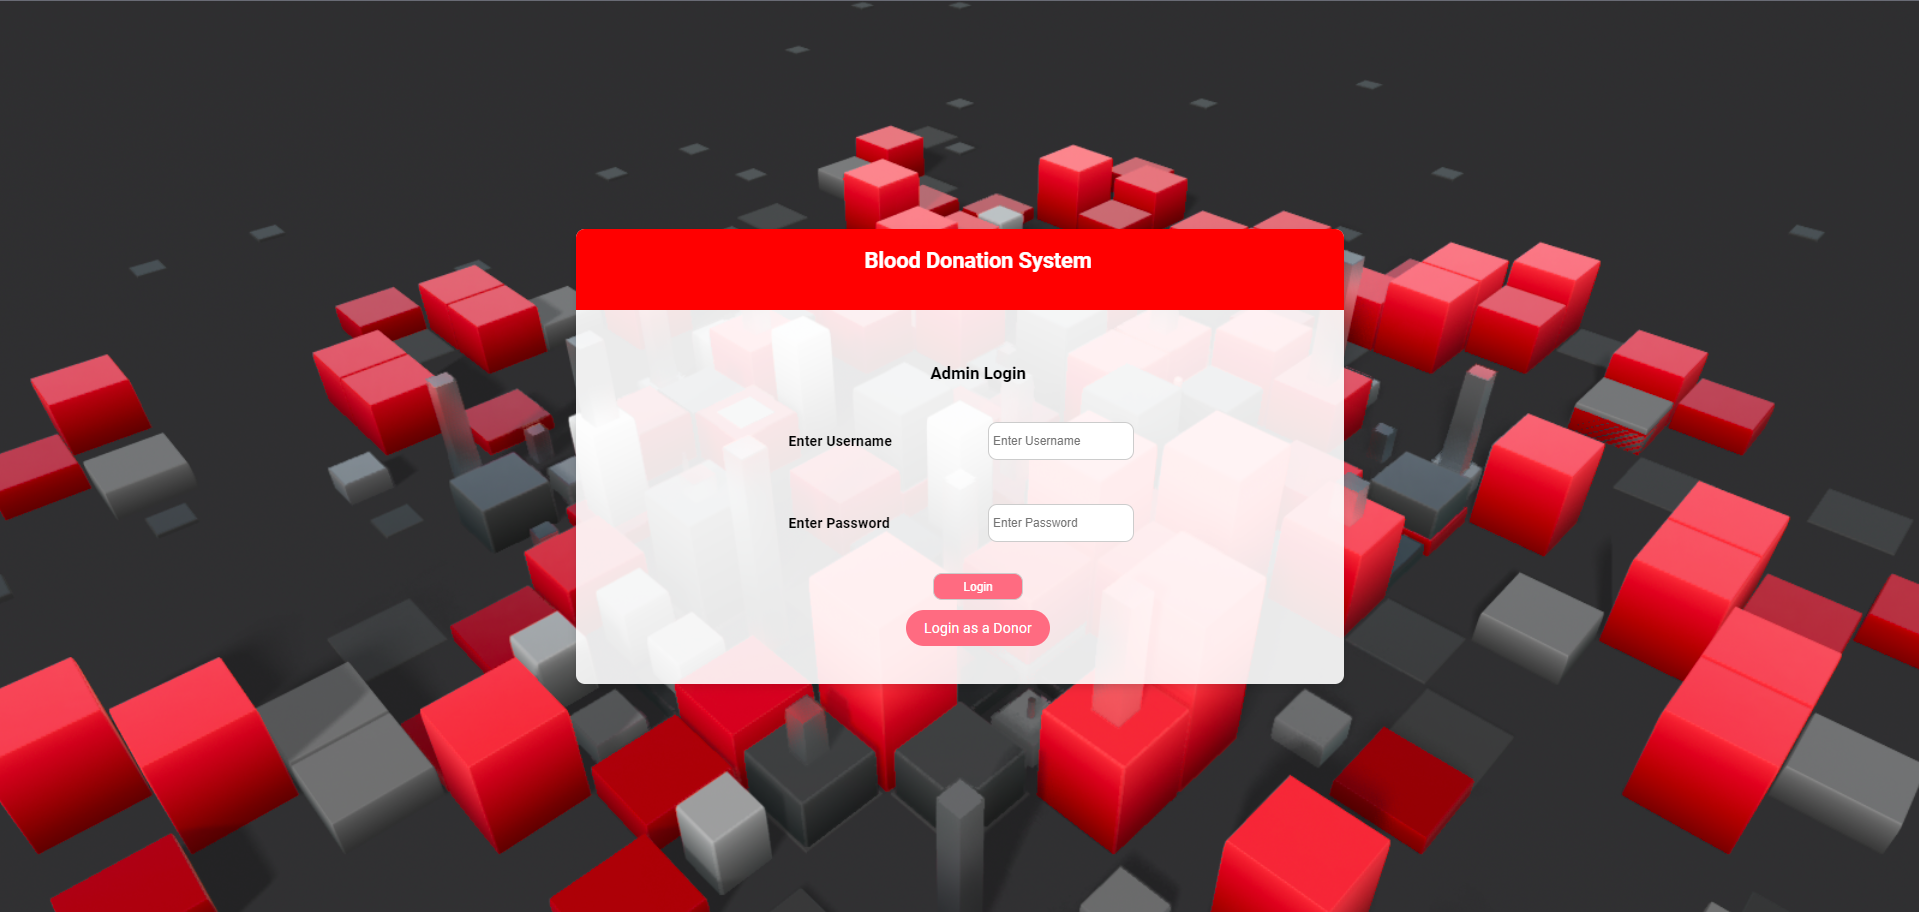 Blood Donation System
Admin Login
Enter Username Enter Username
Enter Password Enter Password
Login
Login as a Donor